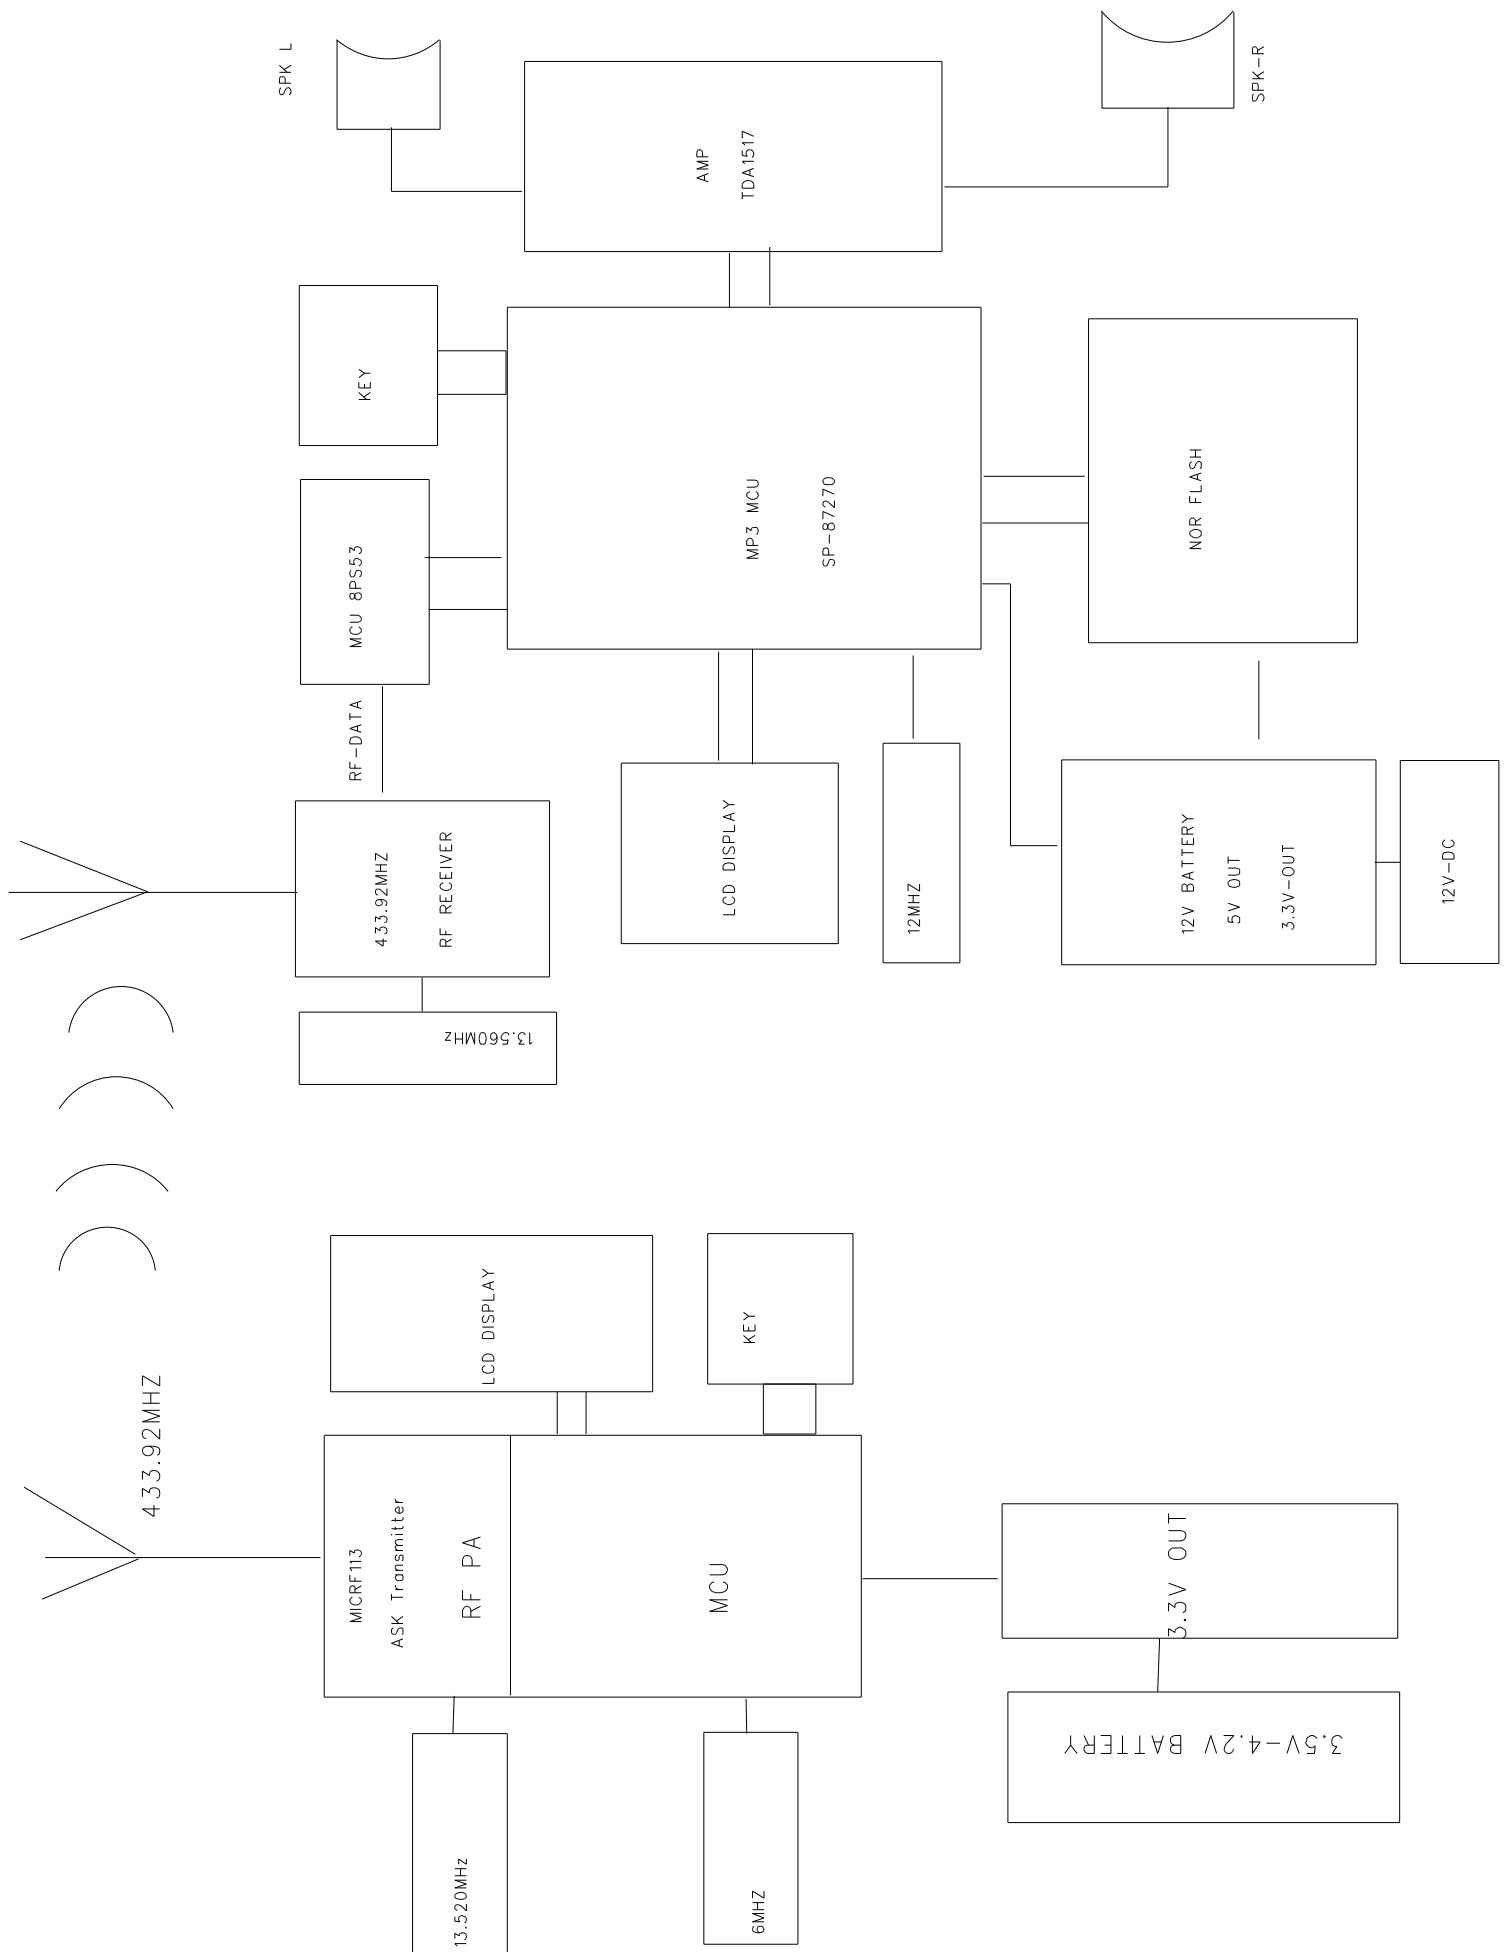 SPK L
SPK-R
AMP
TDA1517
KEY
MP3 MCU
SP-87270
NOR FLASH
MCU 8PS53
RF-DATA
433.92MHZ
RF RECEIVER
LCD DISPLAY
12MHZ
12V BATTERY
5V OUT
3.3V-OUT
12V-DC
13.560MHz
433.92MHZ
LCD DISPLAY
KEY
MICRF113
ASK Transmitter
RF PA
MCU
3.3V OUT
3.5V-4.2V BATTERY
13.520MHz
6MHZ